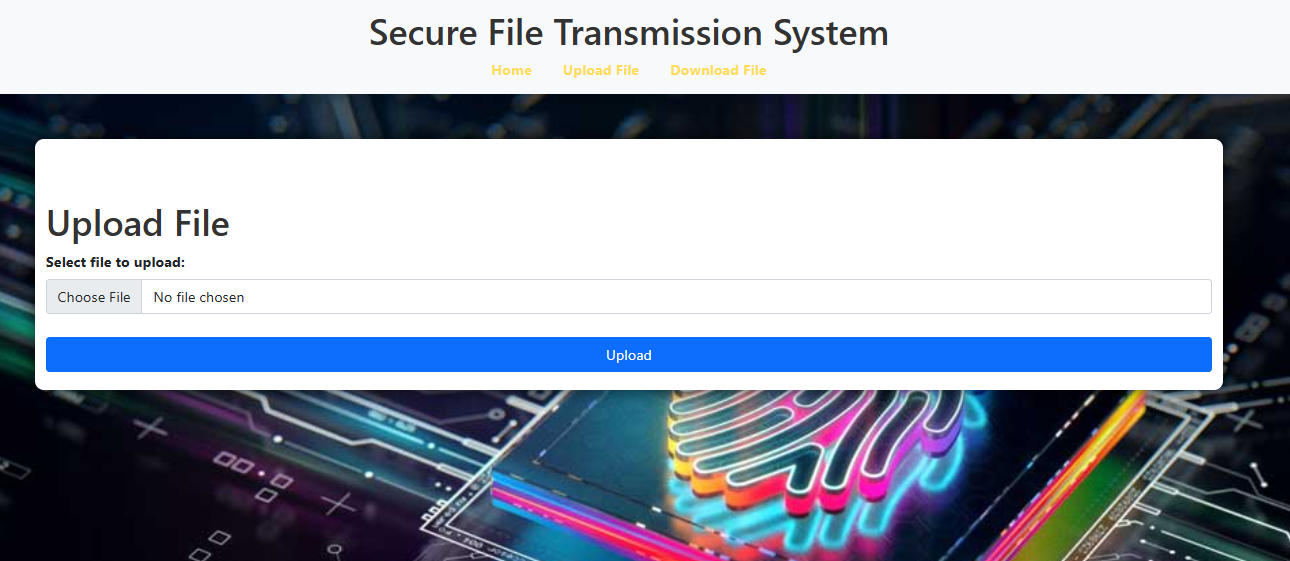 Secure File Transmission System
Home Upload File Download File
Upload File
Select file to upload:
Choose File No file chosen
Upload